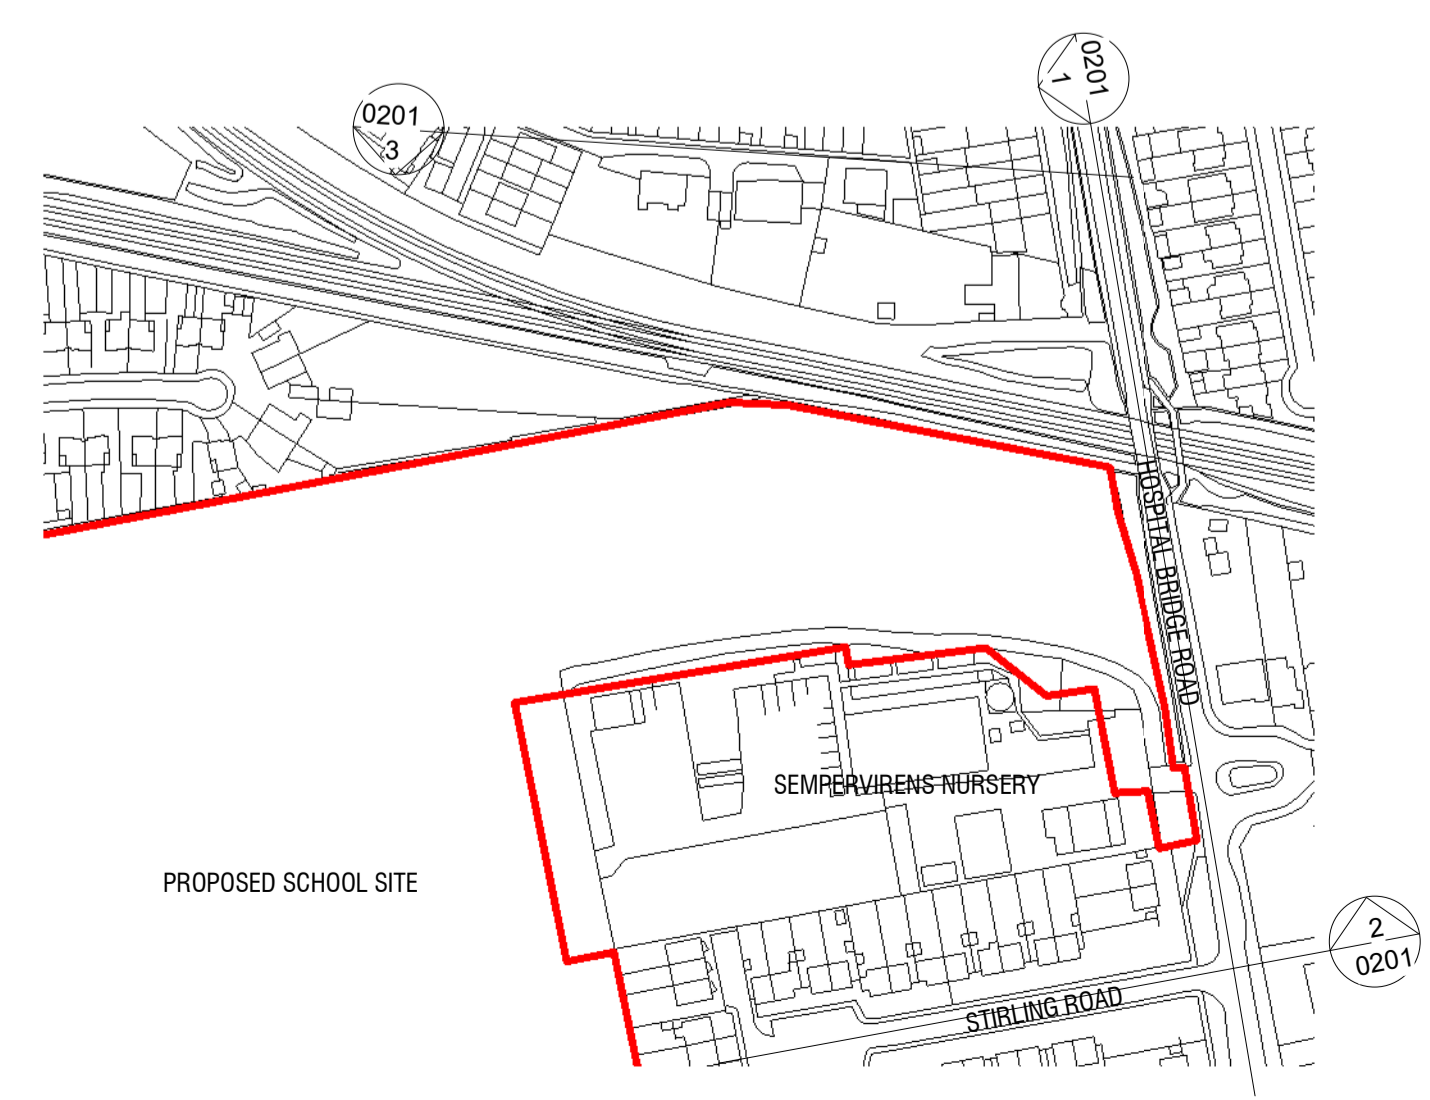 0201
1
0201
3
HOSPITAL BRIDGE ROAD
SEMPERVIRENS NURSERY
PROPOSED SCHOOL SITE
2
0201
STIRLING ROAD